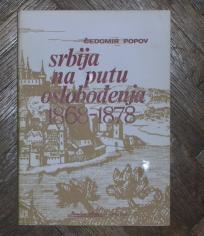 ČEDOMIR POPOV
srbija
na putu
oslobođenja
1868-1878